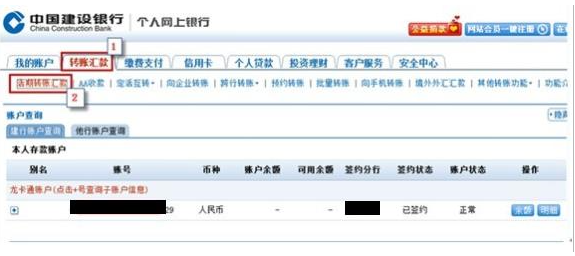 中国建设银行 个人网上银行
China Construction Bank
公益捐款 网站会员一键注册
1
我的账户 转账汇款 缴费支付 信用卡 个人贷款 投资理财 客户服务 安全中心
活期转账汇款 AA收款 定活互转 向企业转账 跨行转账 预约转账 批量转账 向手机转账 境外外汇汇款 其他转账功能 功能介
2
账户查询
建行账户查询 他行账户查询
本人存款账户
别名 账号 币种 账户余额 可用余额 签约分行 签约状态 账户状态 操作
龙卡通账户(点击+号查询子账户信息)
29 人民币 - - 已签约 正常 余额 明细